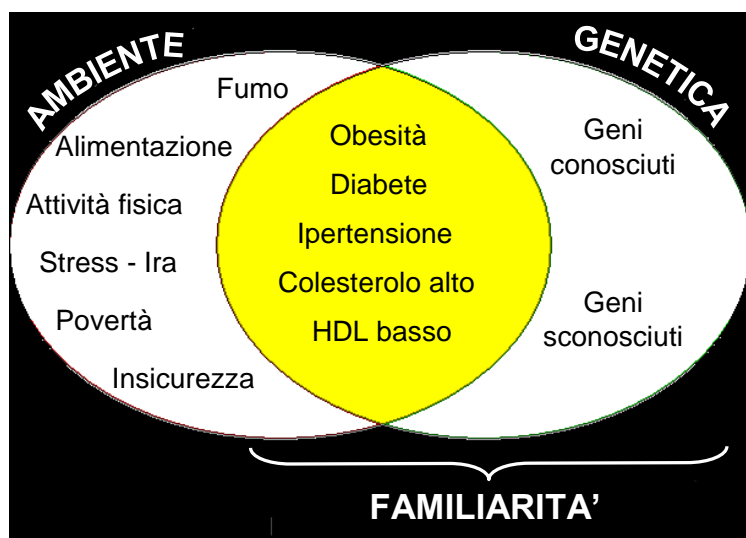 AMBIENTE
Fumo
Alimentazione
Attività fisica
Stress - Ira
Povertà
Insicurezza
Obesità
Diabete
Ipertensione
Colesterolo alto
HDL basso
GENETICA
Geni
conosciuti
Geni
sconosciuti
FAMILIARITA’